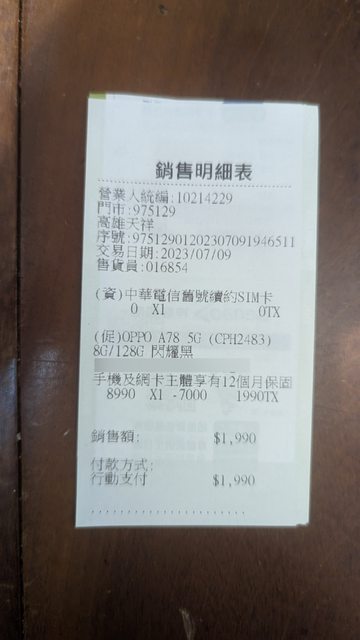 銷售明細表
營業人統編:10214229
門市:975129
高雄天祥
序號:97512901202307091946511
交易日期:2023/07/09
售貨員:016854
(資)中華電信舊號續約SIM卡
0 X1 0TX
(促)OPPO A78 5G (CPH2483)
8G/128G 閃耀黑
手機及網卡主體享有12個月保固
8990 X1 -7000 1990TX
銷售額: $1,990
付款方式:
行動支付 $1,990